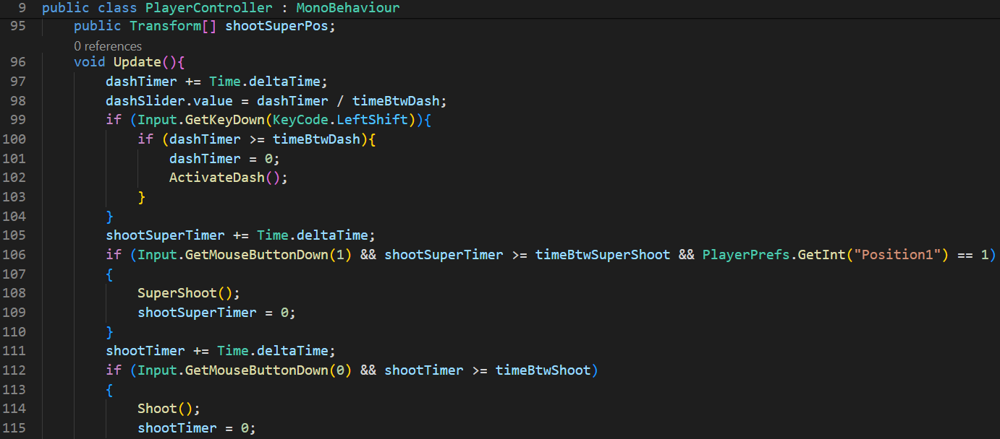 9 public class PlayerController : MonoBehaviour
95 public Transform[] shootSuperPos;
0 references
96 void Update(){
97 dashTimer += Time.deltaTime;
98 dashSlider.value = dashTimer / timeBtwDash;
99 if (Input.GetKeyDown(KeyCode.LeftShift)){
100 if (dashTimer >= timeBtwDash){
101 dashTimer = 0;
102 ActivateDash();
103 }
104 }
105 shootSuperTimer += Time.deltaTime;
106 if (Input.GetMouseButtonDown(1) && shootSuperTimer >= timeBtwSuperShoot && PlayerPrefs.GetInt("Position1") == 1)
107 {
108 SuperShoot();
109 shootSuperTimer = 0;
110 }
111 shootTimer += Time.deltaTime;
112 if (Input.GetMouseButtonDown(0) && shootTimer >= timeBtwShoot)
113 {
114 Shoot();
115 shootTimer = 0;